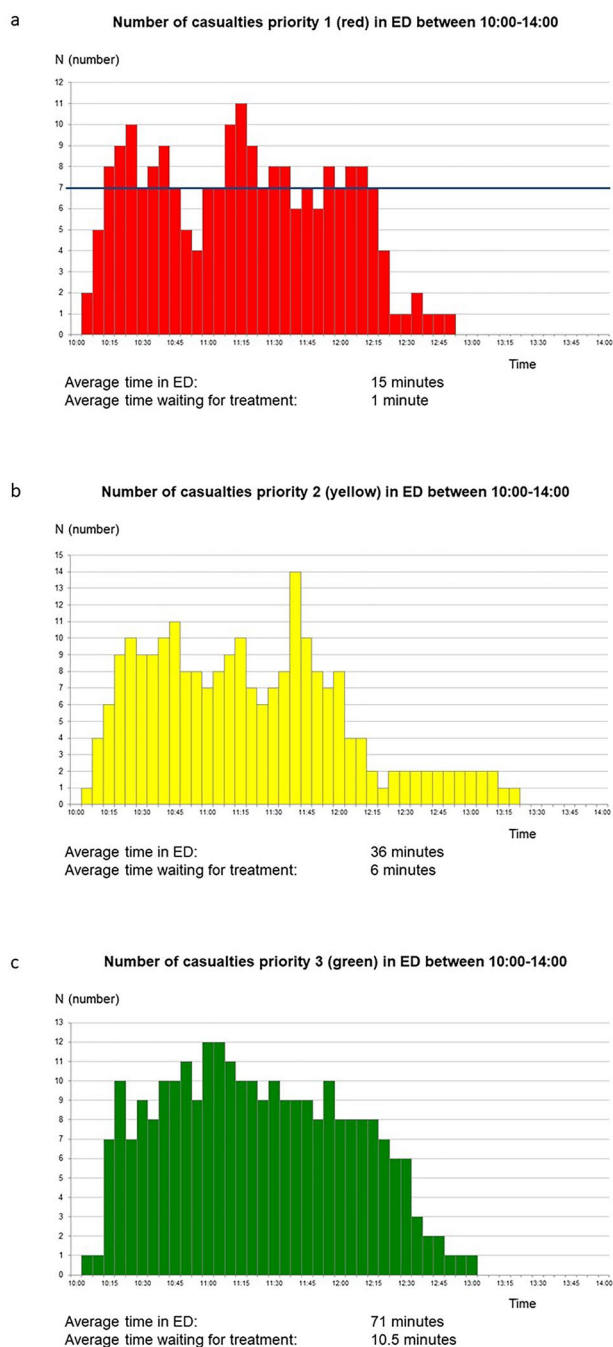 a
Number of casualties priority 1 (red) in ED between 10:00-14:00
N (number)
12
11
10
9
8
7
6
5
4
3
2
1
0
10:00 10:15 10:30 10:45 11:00 11:15 11:30 11:45 12:00 12:15 12:30 12:45 13:00 13:15 13:30 13:45 14:00
Time
Average time in ED: 15 minutes
Average time waiting for treatment: 1 minute
b
Number of casualties priority 2 (yellow) in ED between 10:00-14:00
N (number)
15
14
13
12
11
10
9
8
7
6
5
4
3
2
1
0
10:00 10:15 10:30 10:45 11:00 11:15 11:30 11:45 12:00 12:15 12:30 12:45 13:00 13:15 13:30 13:45 14:00
Time
Average time in ED: 36 minutes
Average time waiting for treatment: 6 minutes
c
Number of casualties priority 3 (green) in ED between 10:00-14:00
N (number)
13
12
11
10
9
8
7
6
5
4
3
2
1
0
10:00 10:15 10:30 10:45 11:00 11:15 11:30 11:45 12:00 12:15 12:30 12:45 13:00 13:15 13:30 13:45 14:00
Time
Average time in ED: 71 minutes
Average time waiting for treatment: 10.5 minutes